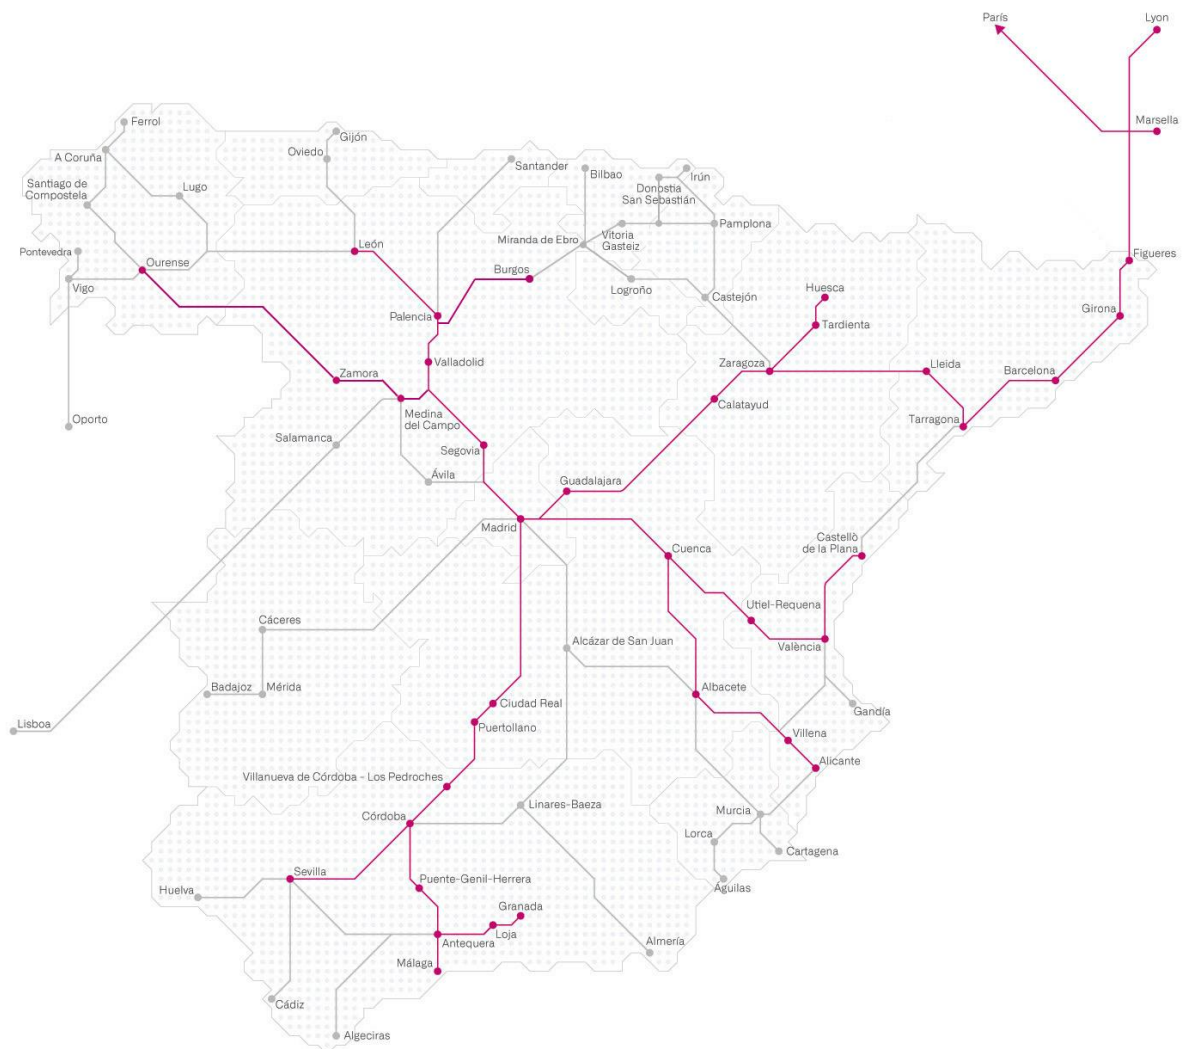 París
Lyon
Marsella
Ferrol
Gijón
A Coruña
Oviedo
Santander
Bilbao
Irún
Donostia
San Sebastián
Santiago de
Compostela
Lugo
Pontevedra
León
Miranda de Ebro
Vitoria
Gasteiz
Pamplona
Ourense
Burgos
Figueres
Vigo
Logroño
Castejón
Huesca
Palencia
Tardienta
Girona
Valladolid
Zaragoza
Lleida
Zamora
Barcelona
Calatayud
Oporto
Medina
del Campo
Tarragona
Salamanca
Segovia
Ávila
Guadalajara
Madrid
Castellò
de la Plana
Cuenca
Utiel-Requena
Cáceres
Alcázar de San Juan
València
Badajoz
Mérida
Albacete
Ciudad Real
Gandía
Lisboa
Puertollano
Villena
Alicante
Villanueva de Córdoba - Los Pedroches
Linares-Baeza
Murcia
Córdoba
Lorca
Cartagena
Sevilla
Puente-Genil-Herrera
Águilas
Huelva
Granada
Loja
Antequera
Almería
Málaga
Cádiz
Algeciras